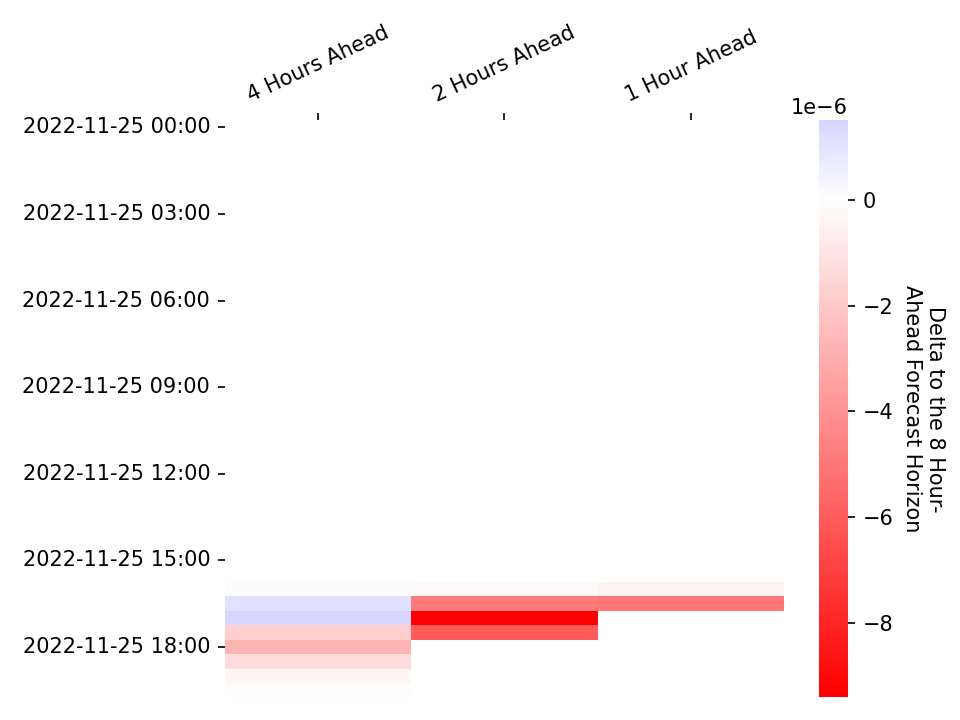 4 Hours Ahead
2 Hours Ahead
1 Hour Ahead
1e−6
2022-11-25 00:00
2022-11-25 03:00
2022-11-25 06:00
2022-11-25 09:00
2022-11-25 12:00
2022-11-25 15:00
2022-11-25 18:00
0
−2
−4
−6
−8
Delta to the 8 Hour-
Ahead Forecast Horizon